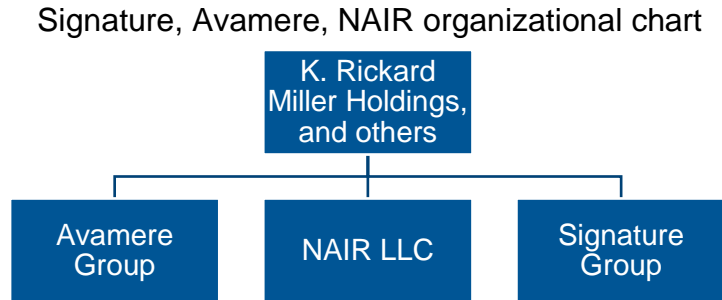 Signature, Avamere, NAIR organizational chart
K. Rickard
Miller Holdings,
and others
Avamere
Group
NAIR LLC
Signature
Group